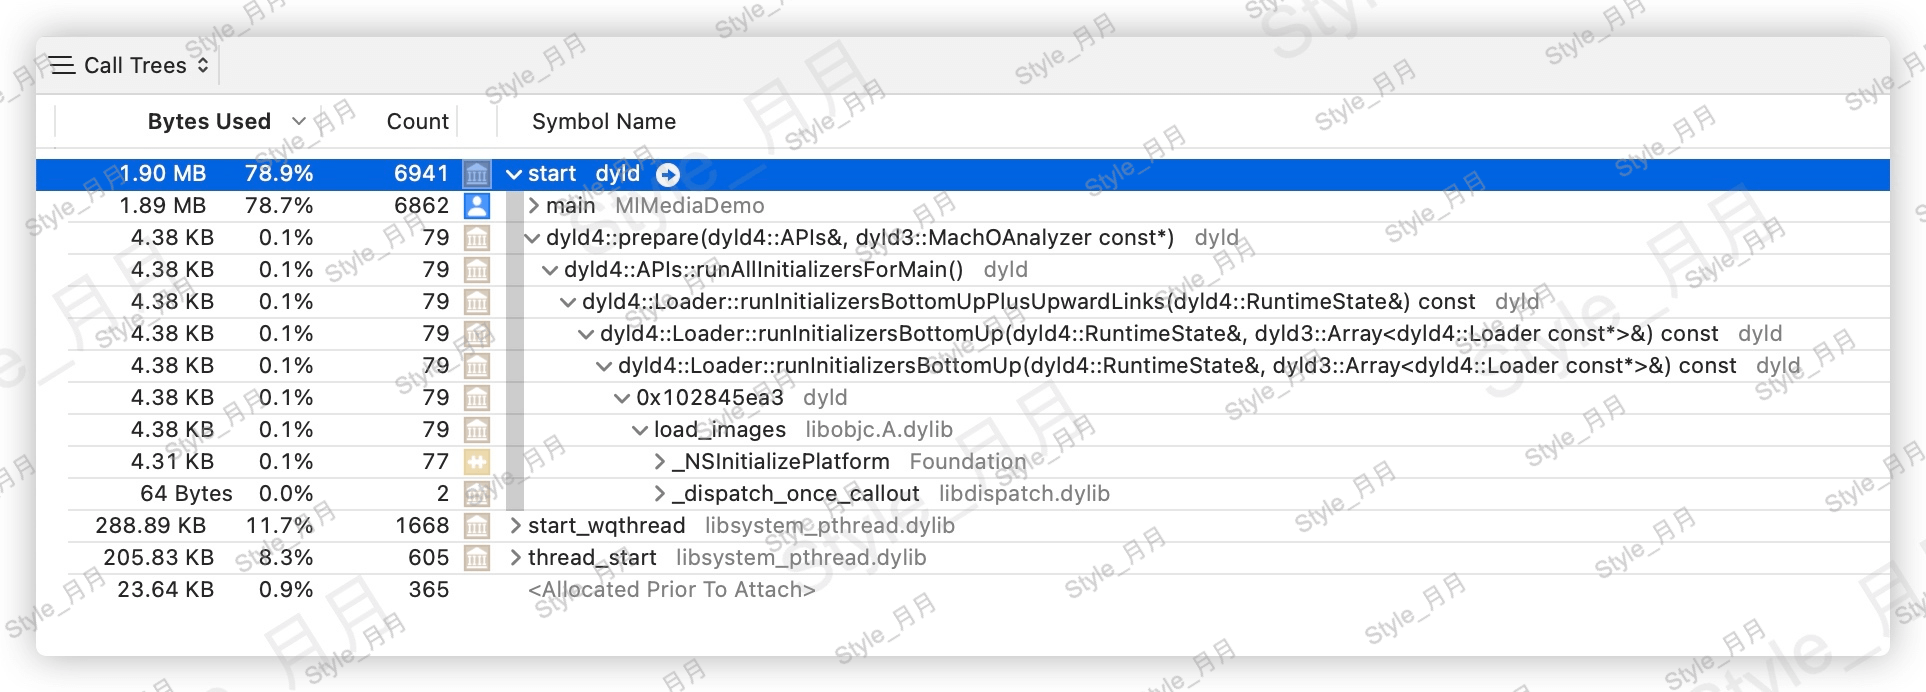 Call Trees
Bytes Used Count Symbol Name
1.90 MB 78.9% 6941 start dyld
1.89 MB 78.7% 6862 main MIMediaDemo
4.38 KB 0.1% 79 dyld4::prepare(dyld4::APIs&, dyld3::MachOAnalyzer const*) dyld
4.38 KB 0.1% 79 dyld4::APIs::runAllInitializersForMain() dyld
4.38 KB 0.1% 79 dyld4::Loader::runInitializersBottomUpPlusUpwardLinks(dyld4::RuntimeState&) const dyld
4.38 KB 0.1% 79 dyld4::Loader::runInitializersBottomUp(dyld4::RuntimeState&, dyld3::Array<dyld4::Loader const*>&) const dyld
4.38 KB 0.1% 79 dyld4::Loader::runInitializersBottomUp(dyld4::RuntimeState&, dyld3::Array<dyld4::Loader const*>&) const dyld
4.38 KB 0.1% 79 0x102845ea3 dyld
4.38 KB 0.1% 79 load_images libobjc.A.dylib
4.31 KB 0.1% 77 _NSInitializePlatform Foundation
64 Bytes 0.0% 2 _dispatch_once_callout libdispatch.dylib
288.89 KB 11.7% 1668 start_wqthread libsystem_pthread.dylib
205.83 KB 8.3% 605 thread_start libsystem_pthread.dylib
23.64 KB 0.9% 365 <Allocated Prior To Attach>
Style_月月